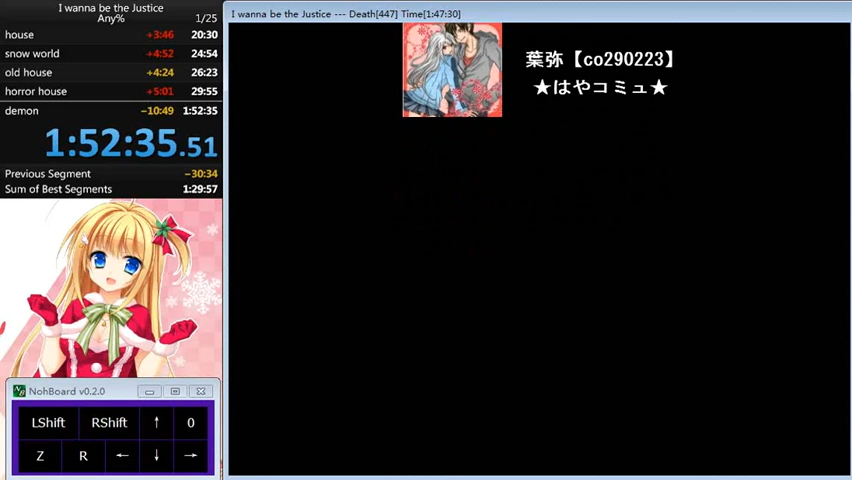 I wanna be the Justice
Any%
1/25
house +3:46 20:30
snow world +4:52 24:54
old house +4:24 26:23
horror house +5:01 29:55
demon -10:49 1:52:35
1:52:35.51
Previous Segment -30:34
Sum of Best Segments 1:29:57
NohBoard v0.2.0
LShift RShift ↑ 0
Z R ← ↓ →
I wanna be the Justice --- Death[447] Time[1:47:30]
葉弥【co290223】
★はやコミュ★